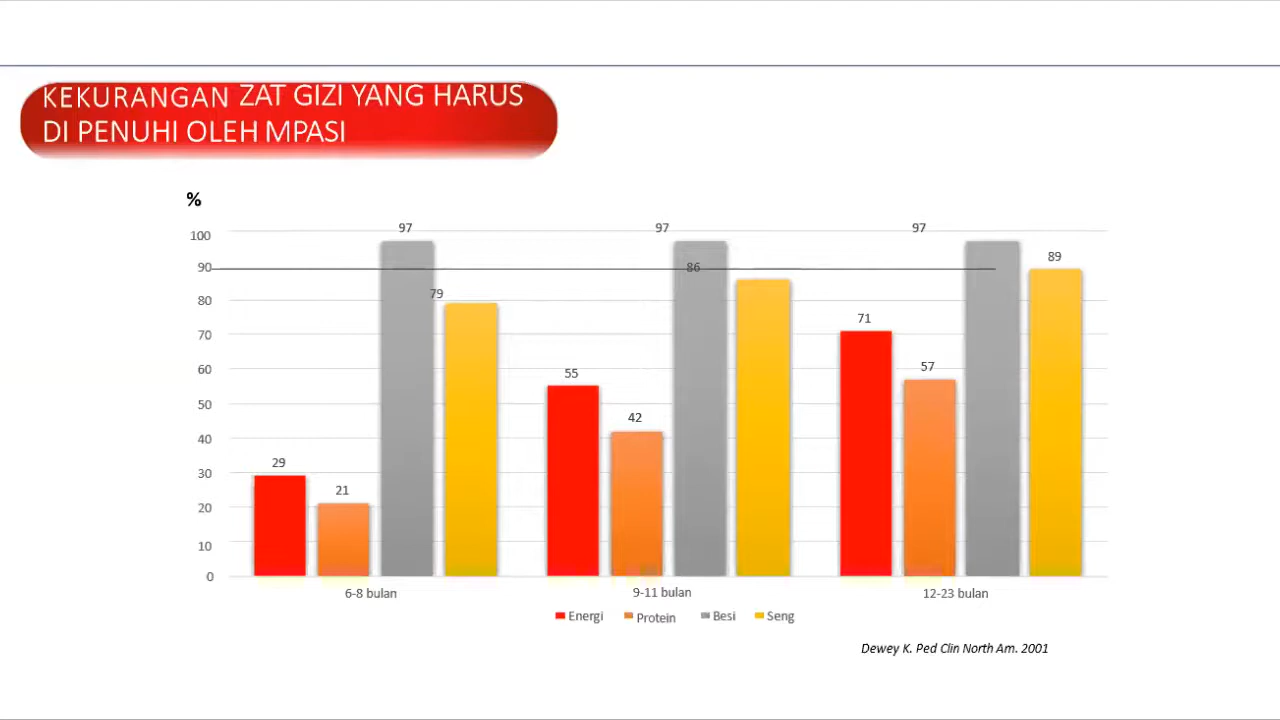 KEKURANGAN ZAT GIZI YANG HARUS
DI PENUHI OLEH MPASI
%
100
90
80
70
60
50
40
30
20
10
0
29
21
97
79
55
42
97
86
71
57
97
89
6-8 bulan
9-11 bulan
12-23 bulan
Energi
Protein
Besi
Seng
Dewey K. Ped Clin North Am. 2001